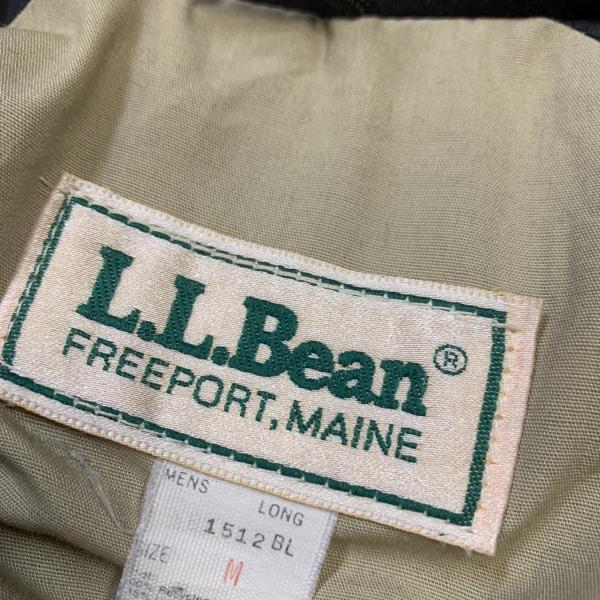 L.L.Bean®
FREEPORT, MAINE
MENS LONG
1512 BL
SIZE M